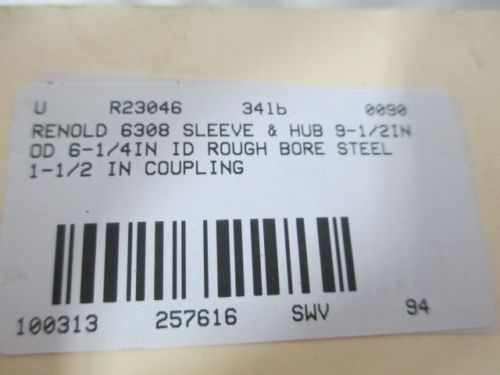 U R23046 341b 0090
RENOLD 6308 SLEEVE & HUB 9-1/2IN
OD 6-1/4IN ID ROUGH BORE STEEL
1-1/2 IN COUPLING
100313 257616 SWV 94